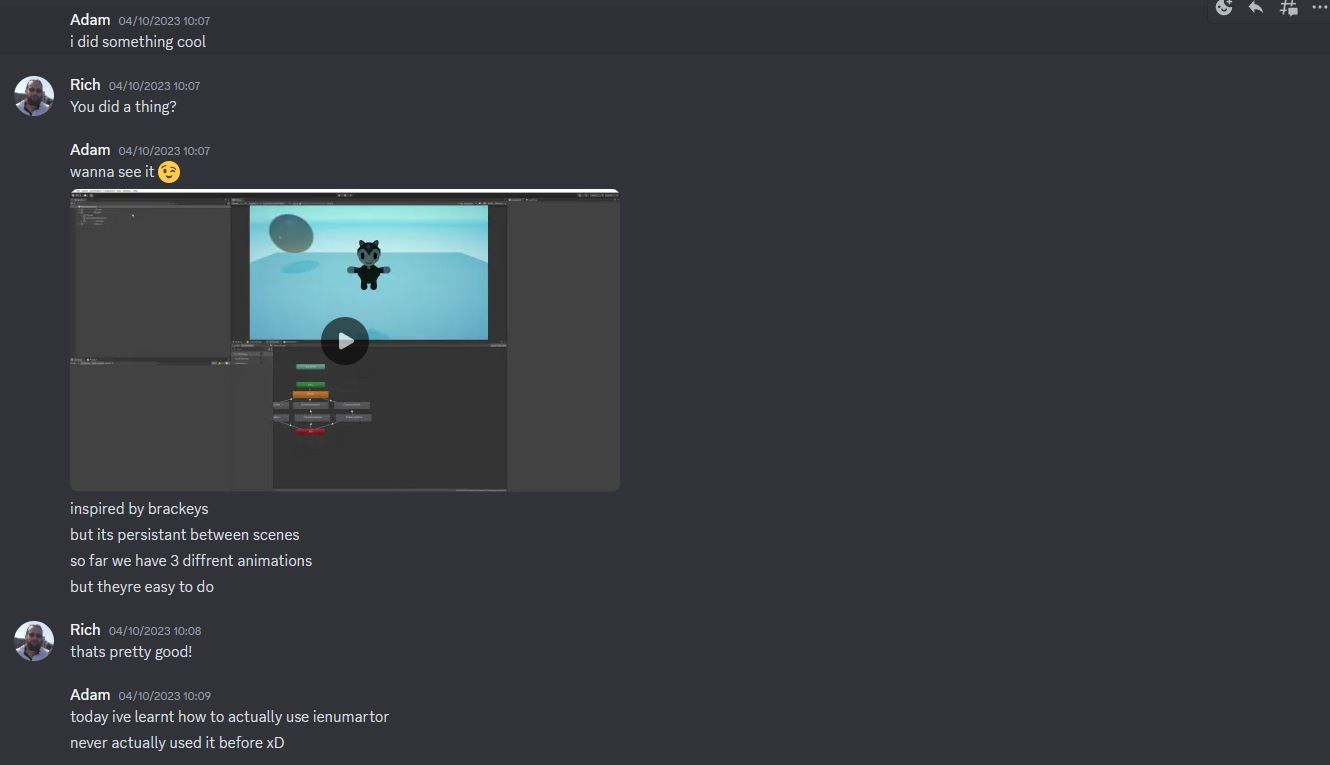 Adam 04/10/2023 10:07
i did something cool
Rich 04/10/2023 10:07
You did a thing?
Adam 04/10/2023 10:07
wanna see it 😉
inspired by brackeys
but its persistant between scenes
so far we have 3 diffrent animations
but theyre easy to do
Rich 04/10/2023 10:08
thats pretty good!
Adam 04/10/2023 10:09
today ive learnt how to actually use ienumartor
never actually used it before xD